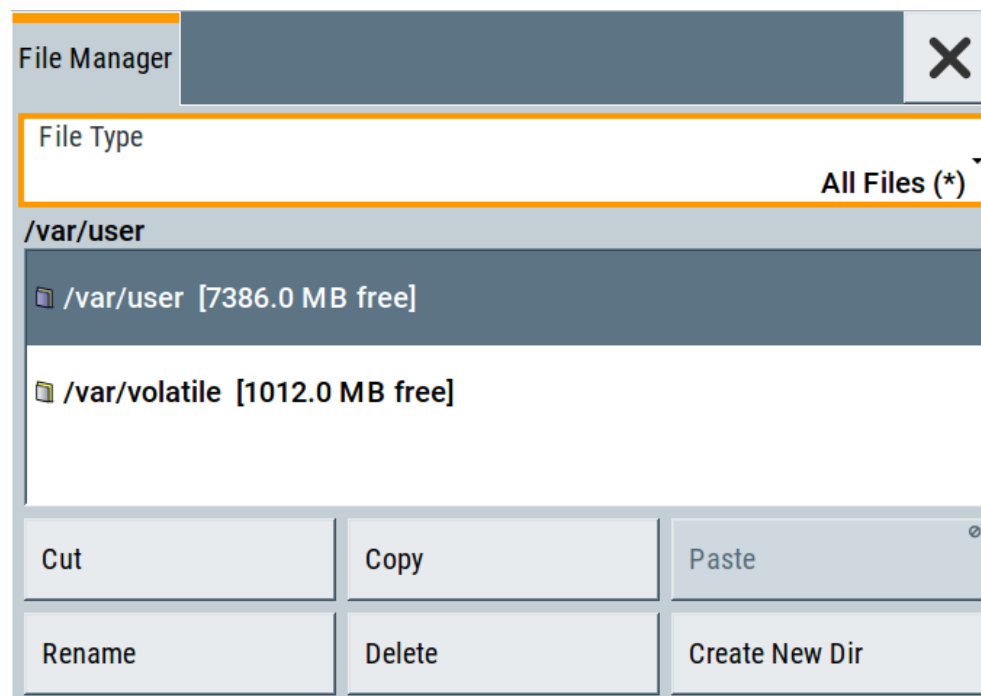 File Manager
File Type
All Files (*)
/var/user
/var/user [7386.0 MB free]
/var/volatile [1012.0 MB free]
Cut
Copy
Paste
Rename
Delete
Create New Dir